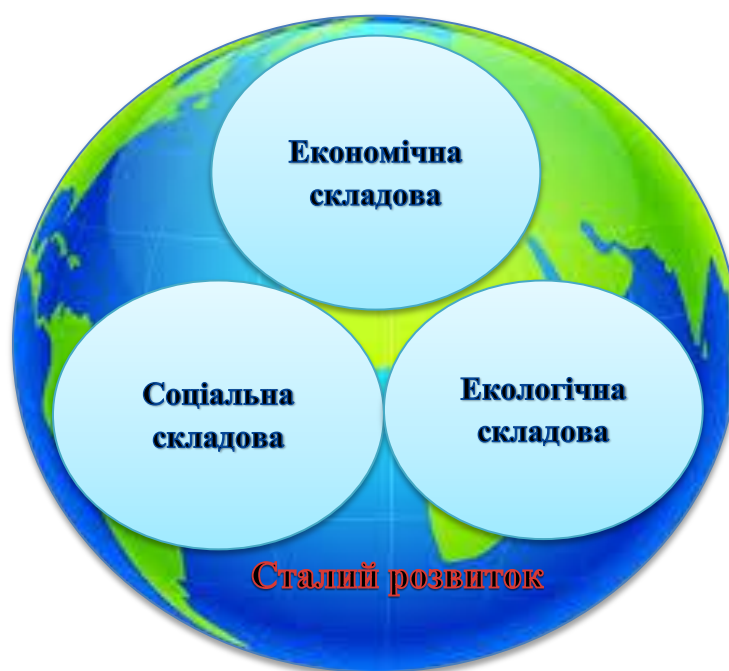 Економічна
складова
Соціальна
складова
Екологічна
складова
Сталий розвиток